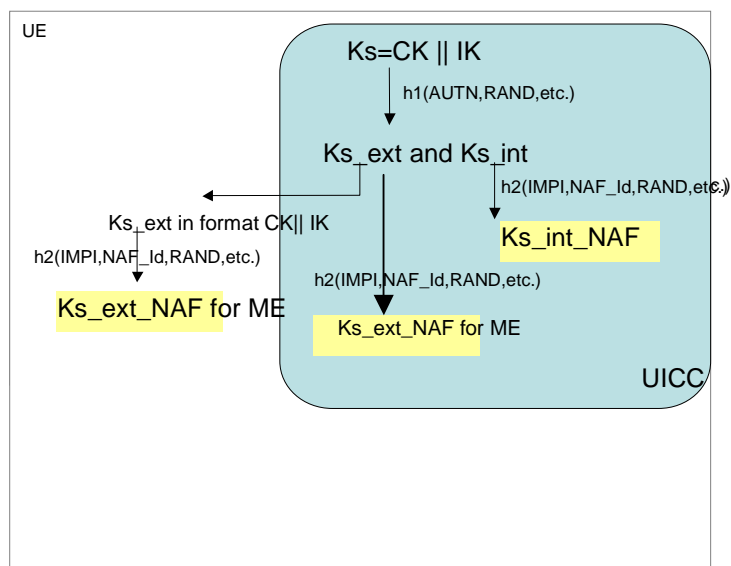 UE
Ks=CK || IK
h1(AUTN,RAND,etc.)
Ks_ext and Ks_int
h2(IMPI,NAF_Id,RAND,etc.)
Ks_ext in format CK|| IK
Ks_int_NAF
h2(IMPI,NAF_Id,RAND,etc.)
h2(IMPI,NAF_Id,RAND,etc.)
Ks_ext_NAF for ME
Ks_ext_NAF for ME
UICC